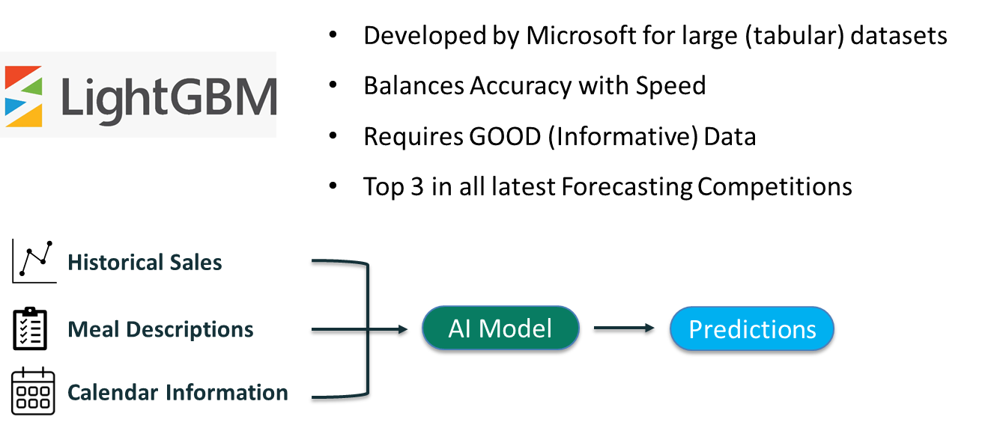 LightGBM
• Developed by Microsoft for large (tabular) datasets
• Balances Accuracy with Speed
• Requires GOOD (Informative) Data
• Top 3 in all latest Forecasting Competitions
Historical Sales
Meal Descriptions
Calendar Information
AI Model
Predictions